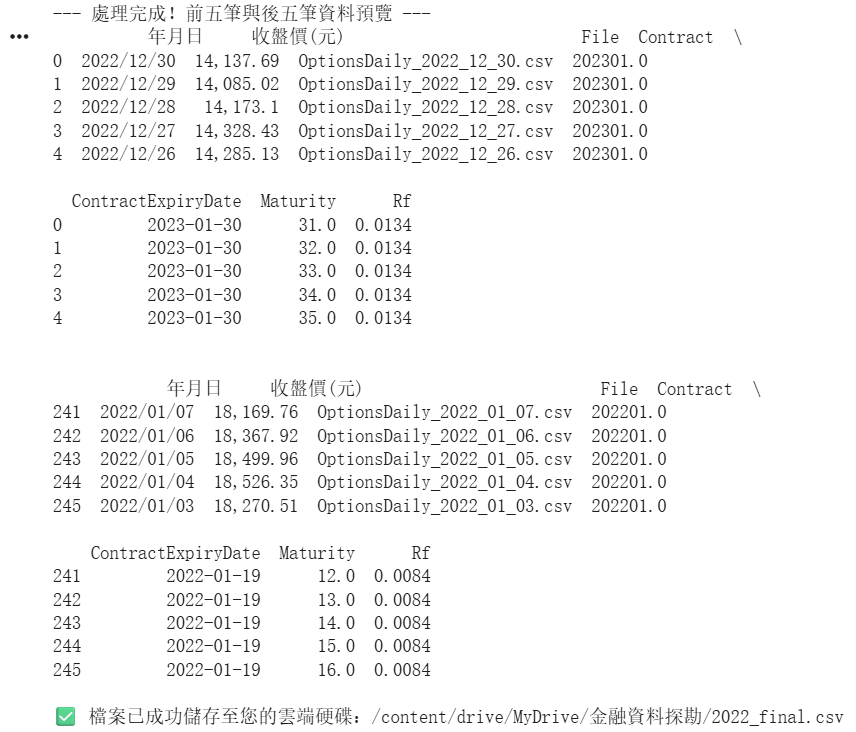 --- 處理完成！前五筆與後五筆資料預覽 ---
年月日 收盤價(元) File Contract \
0 2022/12/30 14,137.69 OptionsDaily_2022_12_30.csv 202301.0
1 2022/12/29 14,085.02 OptionsDaily_2022_12_29.csv 202301.0
2 2022/12/28 14,173.1 OptionsDaily_2022_12_28.csv 202301.0
3 2022/12/27 14,328.43 OptionsDaily_2022_12_27.csv 202301.0
4 2022/12/26 14,285.13 OptionsDaily_2022_12_26.csv 202301.0
ContractExpiryDate Maturity Rf
0 2023-01-30 31.0 0.0134
1 2023-01-30 32.0 0.0134
2 2023-01-30 33.0 0.0134
3 2023-01-30 34.0 0.0134
4 2023-01-30 35.0 0.0134
年月日 收盤價(元) File Contract \
241 2022/01/07 18,169.76 OptionsDaily_2022_01_07.csv 202201.0
242 2022/01/06 18,367.92 OptionsDaily_2022_01_06.csv 202201.0
243 2022/01/05 18,499.96 OptionsDaily_2022_01_05.csv 202201.0
244 2022/01/04 18,526.35 OptionsDaily_2022_01_04.csv 202201.0
245 2022/01/03 18,270.51 OptionsDaily_2022_01_03.csv 202201.0
ContractExpiryDate Maturity Rf
241 2022-01-19 12.0 0.0084
242 2022-01-19 13.0 0.0084
243 2022-01-19 14.0 0.0084
244 2022-01-19 15.0 0.0084
245 2022-01-19 16.0 0.0084
✅ 檔案已成功儲存至您的雲端硬碟：/content/drive/MyDrive/金融資料探勘/2022_final.csv